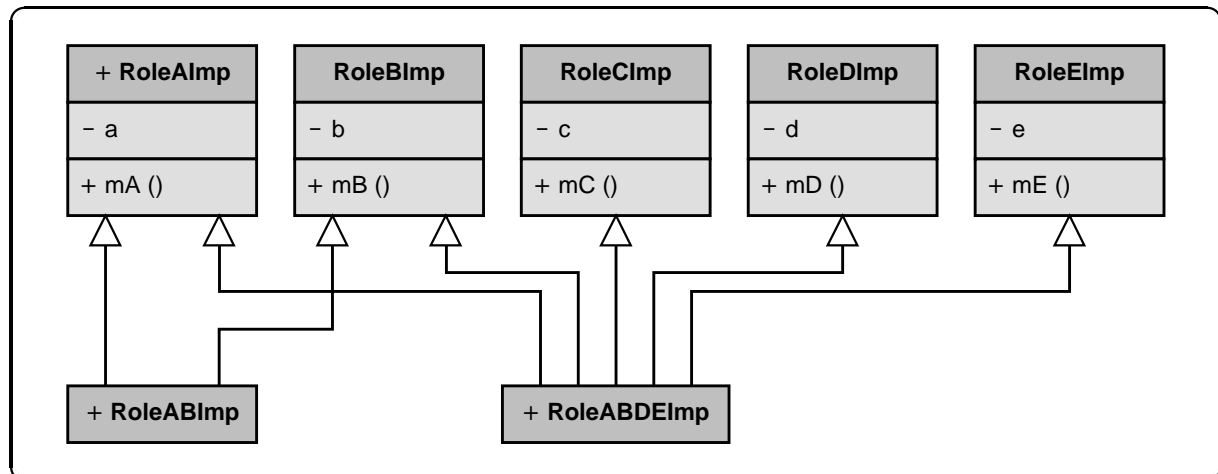 + RoleAImp
- a
+ mA ()
RoleBImp
- b
+ mB ()
RoleCImp
- c
+ mC ()
RoleDImp
- d
+ mD ()
RoleEImp
- e
+ mE ()
+ RoleABImp
+ RoleABDEImp